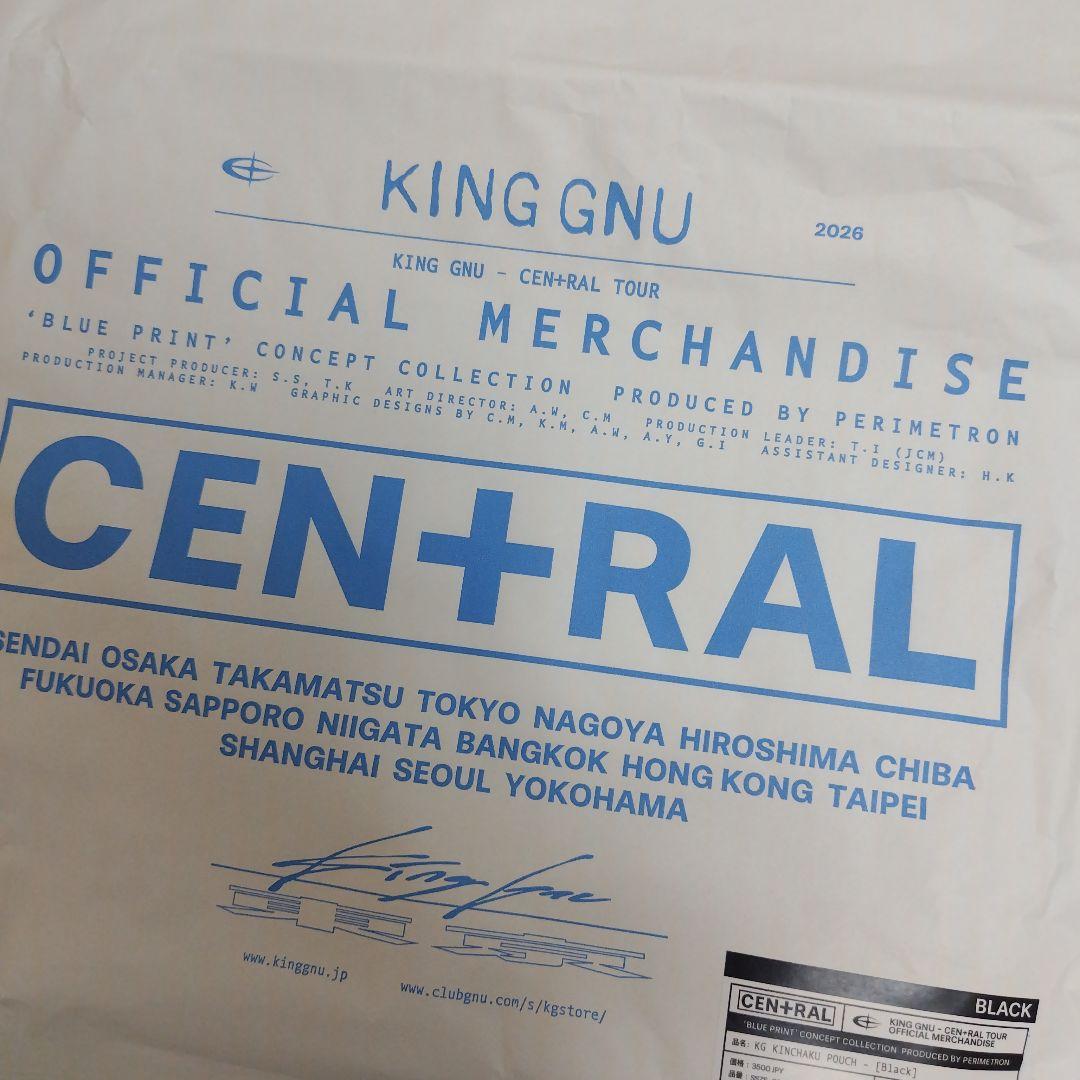 KING GNU
2026
KING GNU - CEN+RAL TOUR
OFFICIAL MERCHANDISE
‘BLUE PRINT’ CONCEPT COLLECTION PRODUCED BY PERIMETRON
PROJECT PRODUCER: S.S, T.K ART DIRECTOR: A.W, C.M PRODUCTION LEADER: T.I (JCM)
PRODUCTION MANAGER: K.W GRAPHIC DESIGNS BY C.M, K.M, A.W, A.Y, G.I ASSISTANT DESIGNER: H.K
CEN+RAL
SENDAI OSAKA TAKAMATSU TOKYO NAGOYA HIROSHIMA CHIBA
FUKUOKA SAPPORO NIIGATA BANGKOK HONG KONG TAIPEI
SHANGHAI SEOUL YOKOHAMA
King Gnu
www.kinggnu.jp
www.clubgnu.com/s/kgstore/
BLACK
CEN+RAL
KING GNU - CEN+RAL TOUR
OFFICIAL MERCHANDISE
‘BLUE PRINT’ CONCEPT COLLECTION PRODUCED BY PERIMETRON
品名: KG KINCHAKU POUCH - [Black]
価格: 3500JPY
品番: